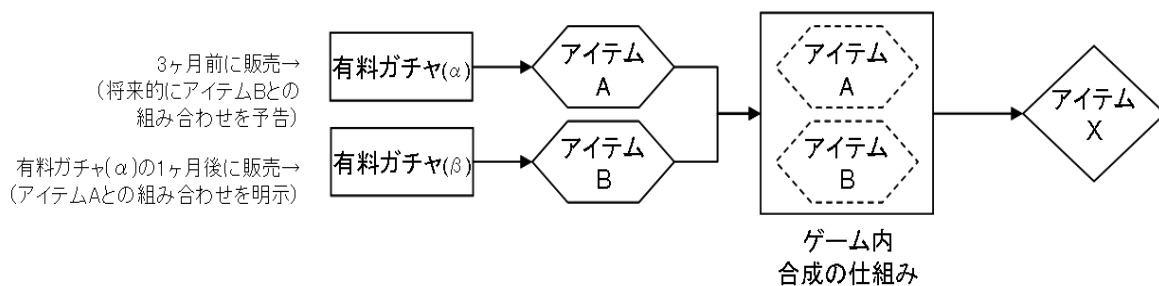 3ヶ月前に販売→
(将来的にアイテムBとの
組み合わせを予告)
有料ガチャ(α)
アイテム
A
アイテム
A
アイテム
X
有料ガチャ(α)の1ヶ月後に販売→
(アイテムAとの組み合わせを明示)
有料ガチャ(β)
アイテム
B
アイテム
B
ゲーム内
合成の仕組み